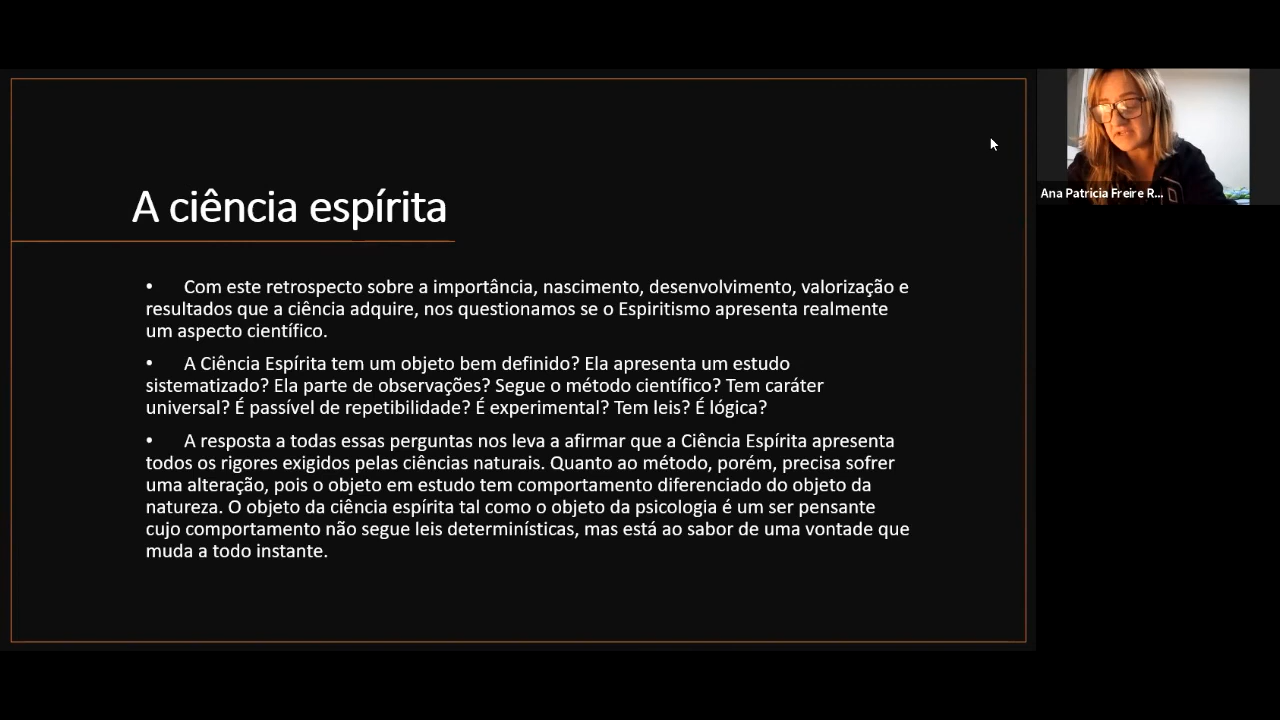 A ciência espírita
• Com este retrospecto sobre a importância, nascimento, desenvolvimento, valorização e
resultados que a ciência adquire, nos questionamos se o Espiritismo apresenta realmente
um aspecto científico.
• A Ciência Espírita tem um objeto bem definido? Ela apresenta um estudo
sistematizado? Ela parte de observações? Segue o método científico? Tem caráter
universal? É passível de repetibilidade? É experimental? Tem leis? É lógica?
• A resposta a todas essas perguntas nos leva a afirmar que a Ciência Espírita apresenta
todos os rigores exigidos pelas ciências naturais. Quanto ao método, porém, precisa sofrer
uma alteração, pois o objeto em estudo tem comportamento diferenciado do objeto da
natureza. O objeto da ciência espírita tal como o objeto da psicologia é um ser pensante
cujo comportamento não segue leis determinísticas, mas está ao sabor de uma vontade que
muda a todo instante.
Ana Patricia Freire R...